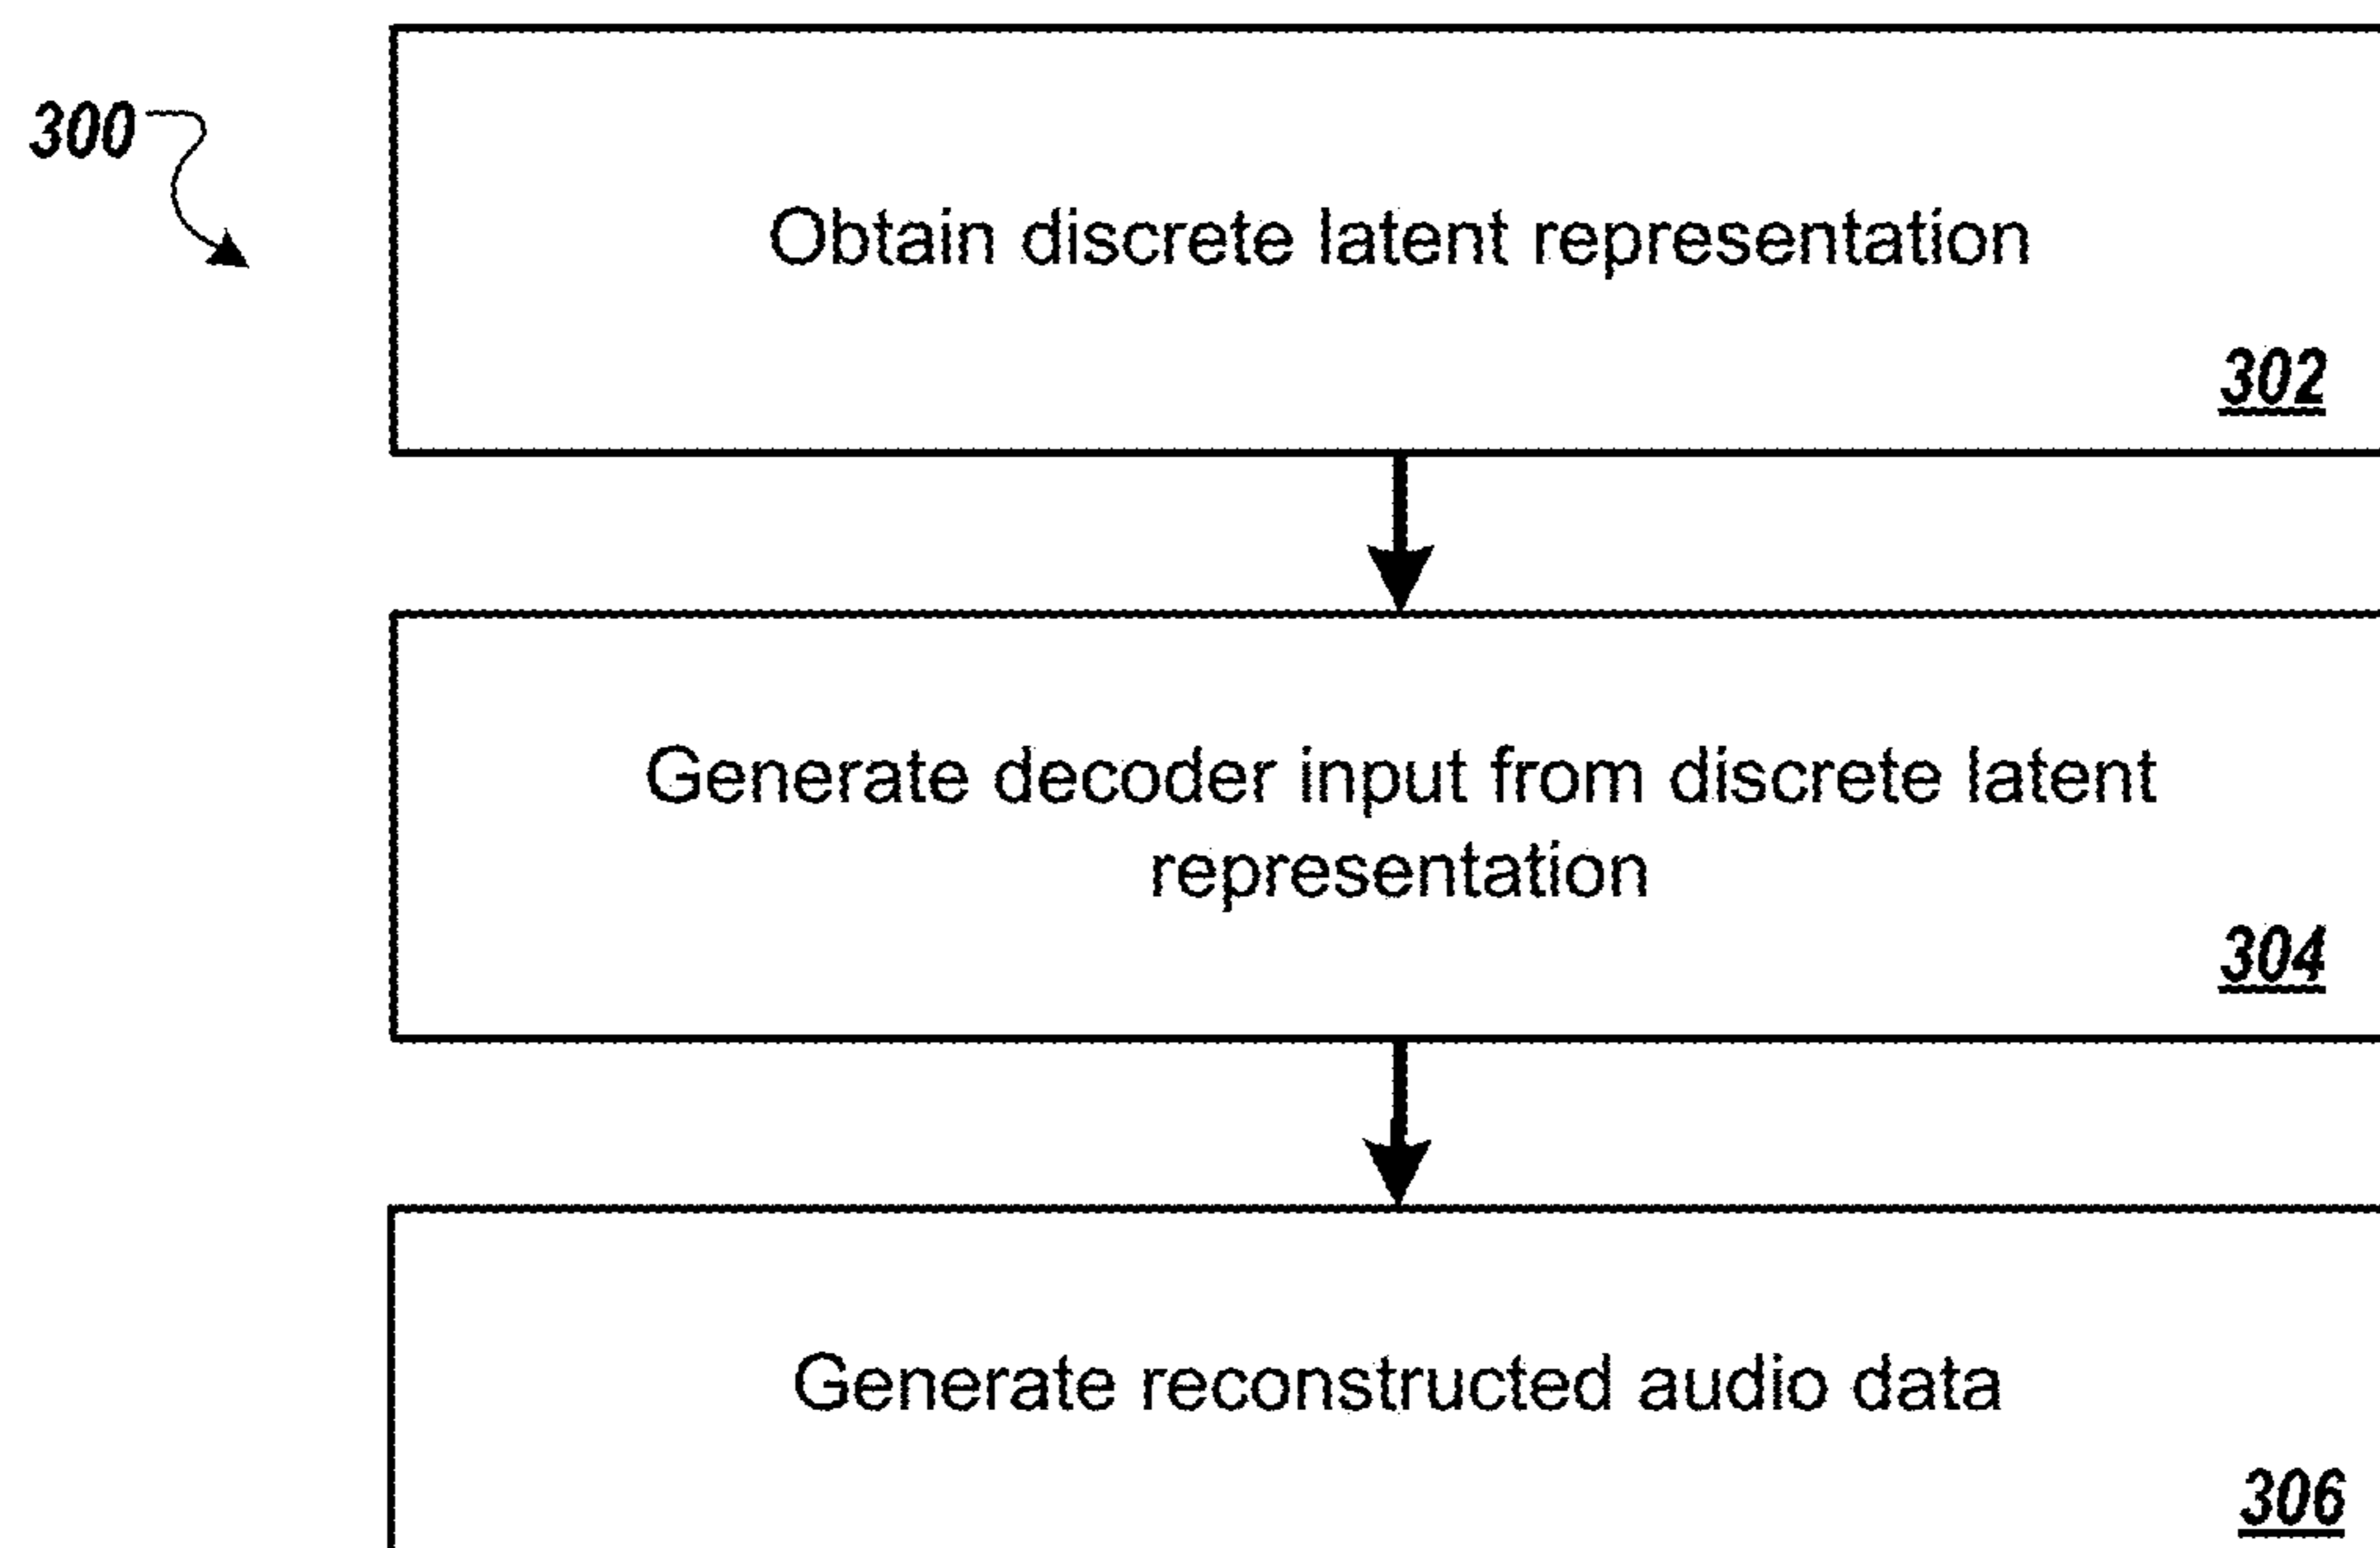 300
Obtain discrete latent representation
302
Generate decoder input from discrete latent
representation
304
Generate reconstructed audio data
306